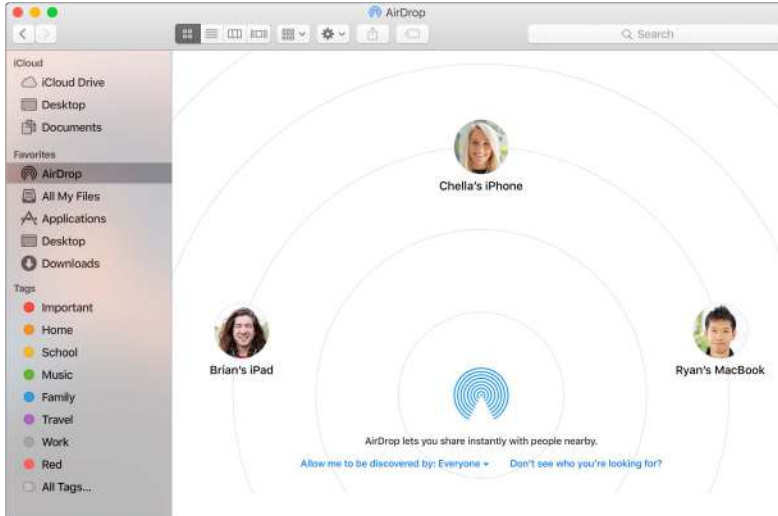 AirDrop
Search
iCloud
iCloud Drive
Desktop
Documents
Favorites
AirDrop
All My Files
Applications
Desktop
Downloads
Tags
Important
Home
School
Music
Family
Travel
Work
Red
All Tags...
Chella's iPhone
Brian's iPad
Ryan's MacBook
AirDrop lets you share instantly with people nearby.
Allow me to be discovered by: Everyone
Don't see who you're looking for?